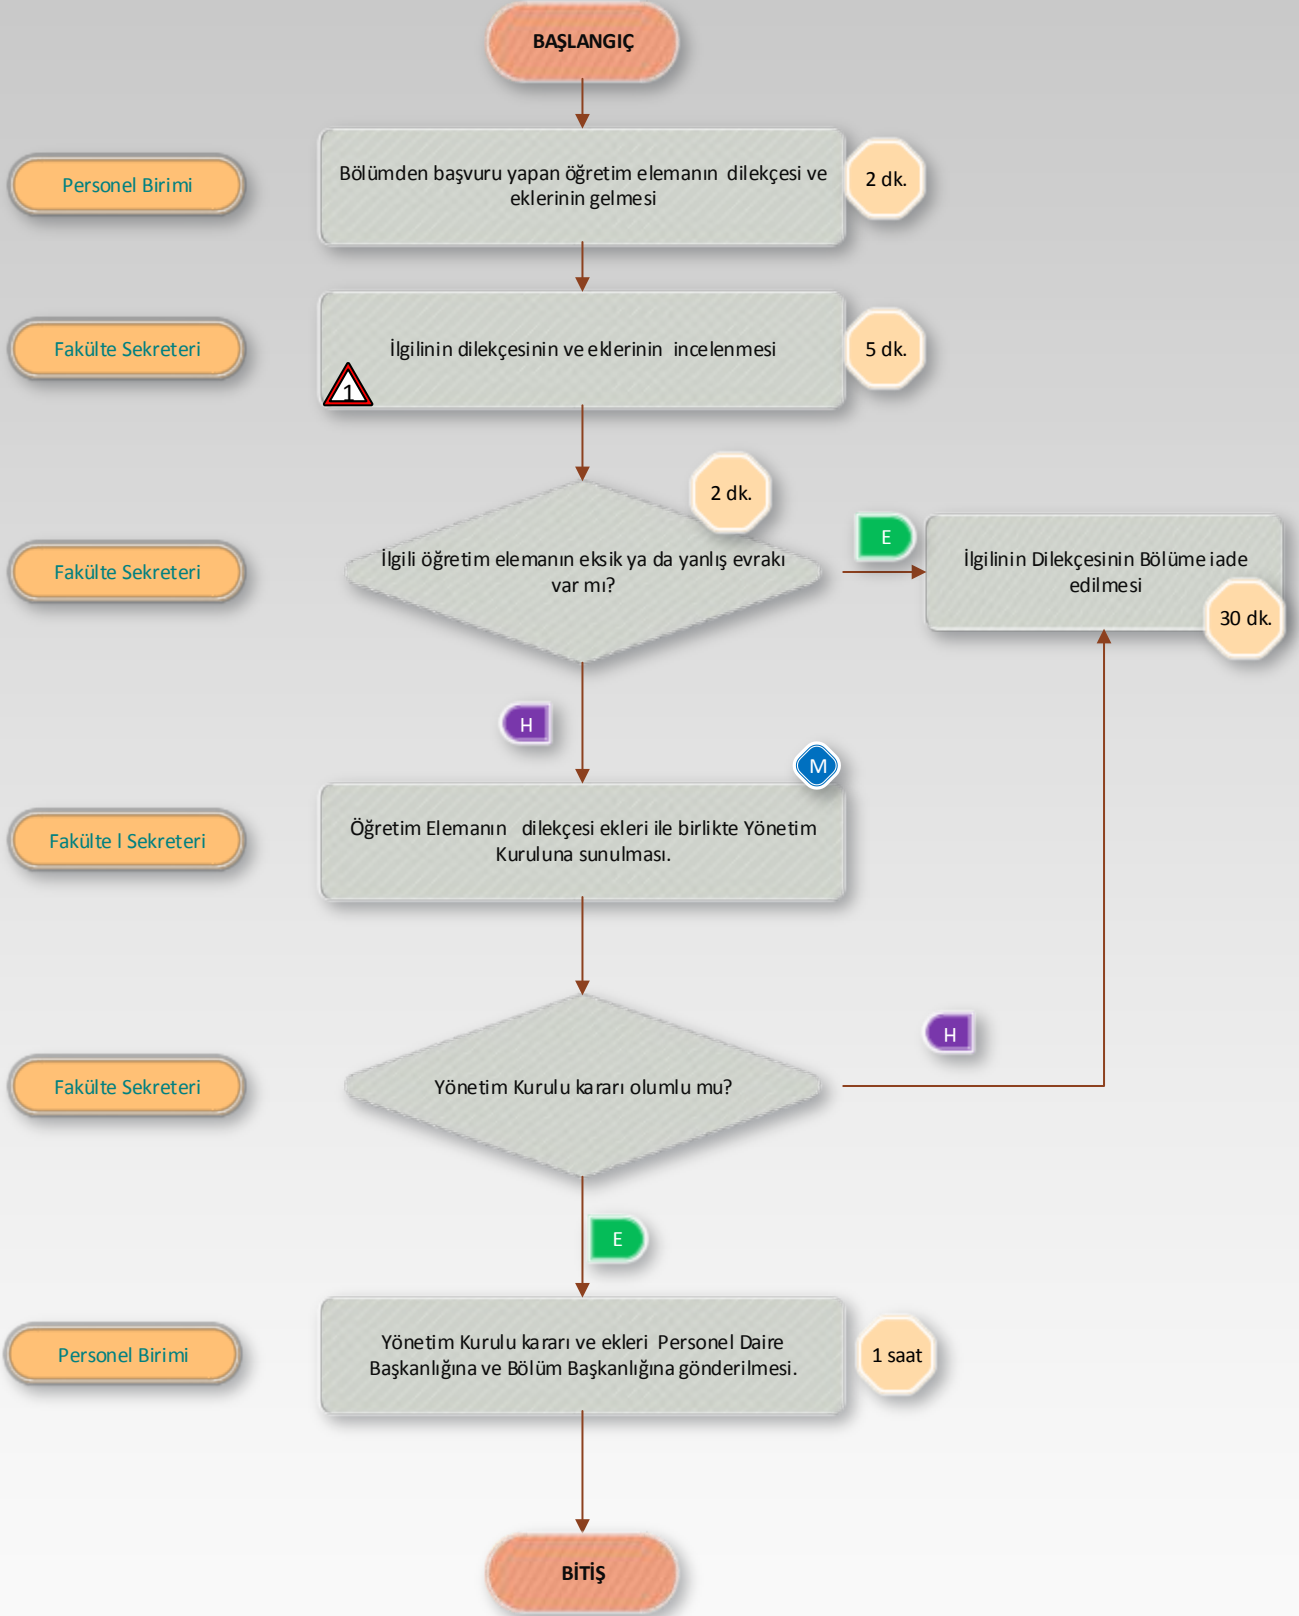 BAŞLANGIÇ
Personel Birimi
Bölümden başvuru yapan öğretim elemanın dilekçesi ve
eklerinin gelmesi
2 dk.
Fakülte Sekreteri
İlgilinin dilekçesinin ve eklerinin incelenmesi
1
5 dk.
2 dk.
Fakülte Sekreteri
İlgili öğretim elemanın eksik ya da yanlış evrakı
var mı?
E
İlgilinin Dilekçesinin Bölüme iade
edilmesi
30 dk.
H
M
Fakülte l Sekreteri
Öğretim Elemanın dilekçesi ekleri ile birlikte Yönetim
Kuruluna sunulması.
H
Fakülte Sekreteri
Yönetim Kurulu kararı olumlu mu?
E
Personel Birimi
Yönetim Kurulu kararı ve ekleri Personel Daire
Başkanlığına ve Bölüm Başkanlığına gönderilmesi.
1 saat
BİTİŞ